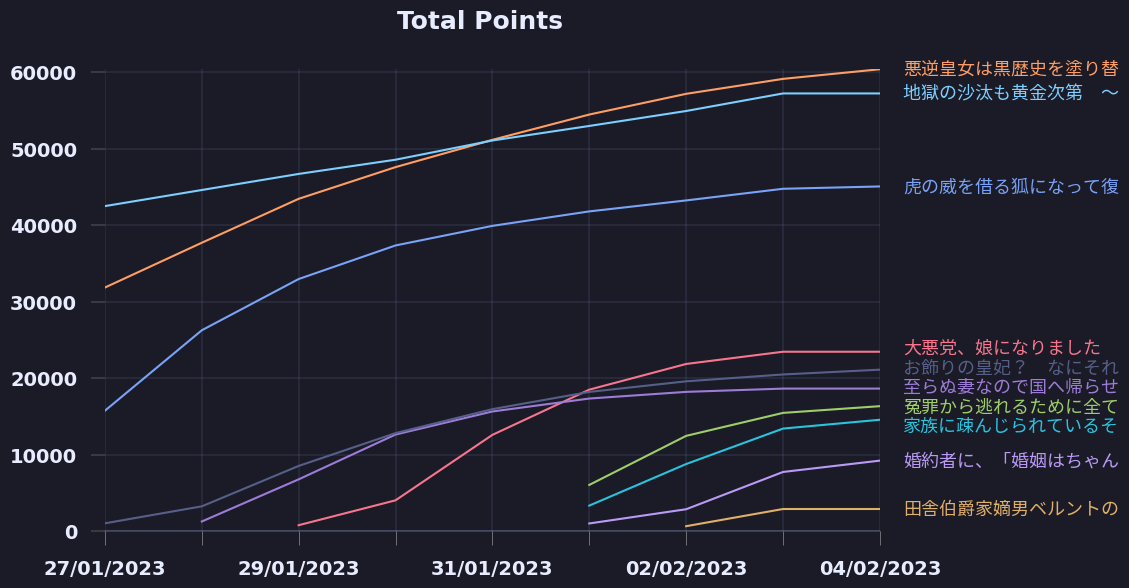 Total Points
60000
50000
40000
30000
20000
10000
0
27/01/2023 29/01/2023 31/01/2023 02/02/2023 04/02/2023
悪逆皇女は黒歴史を塗り替
地獄の沙汰も黄金次第　～
虎の威を借る狐になって復
大悪党、娘になりました
お飾りの皇妃？　なにそれ
至らぬ妻なので国へ帰らせ
冤罪から逃れるために全て
家族に疎んじられているそ
婚約者に、「婚姻はちゃん
田舎伯爵家嫡男ベルントの